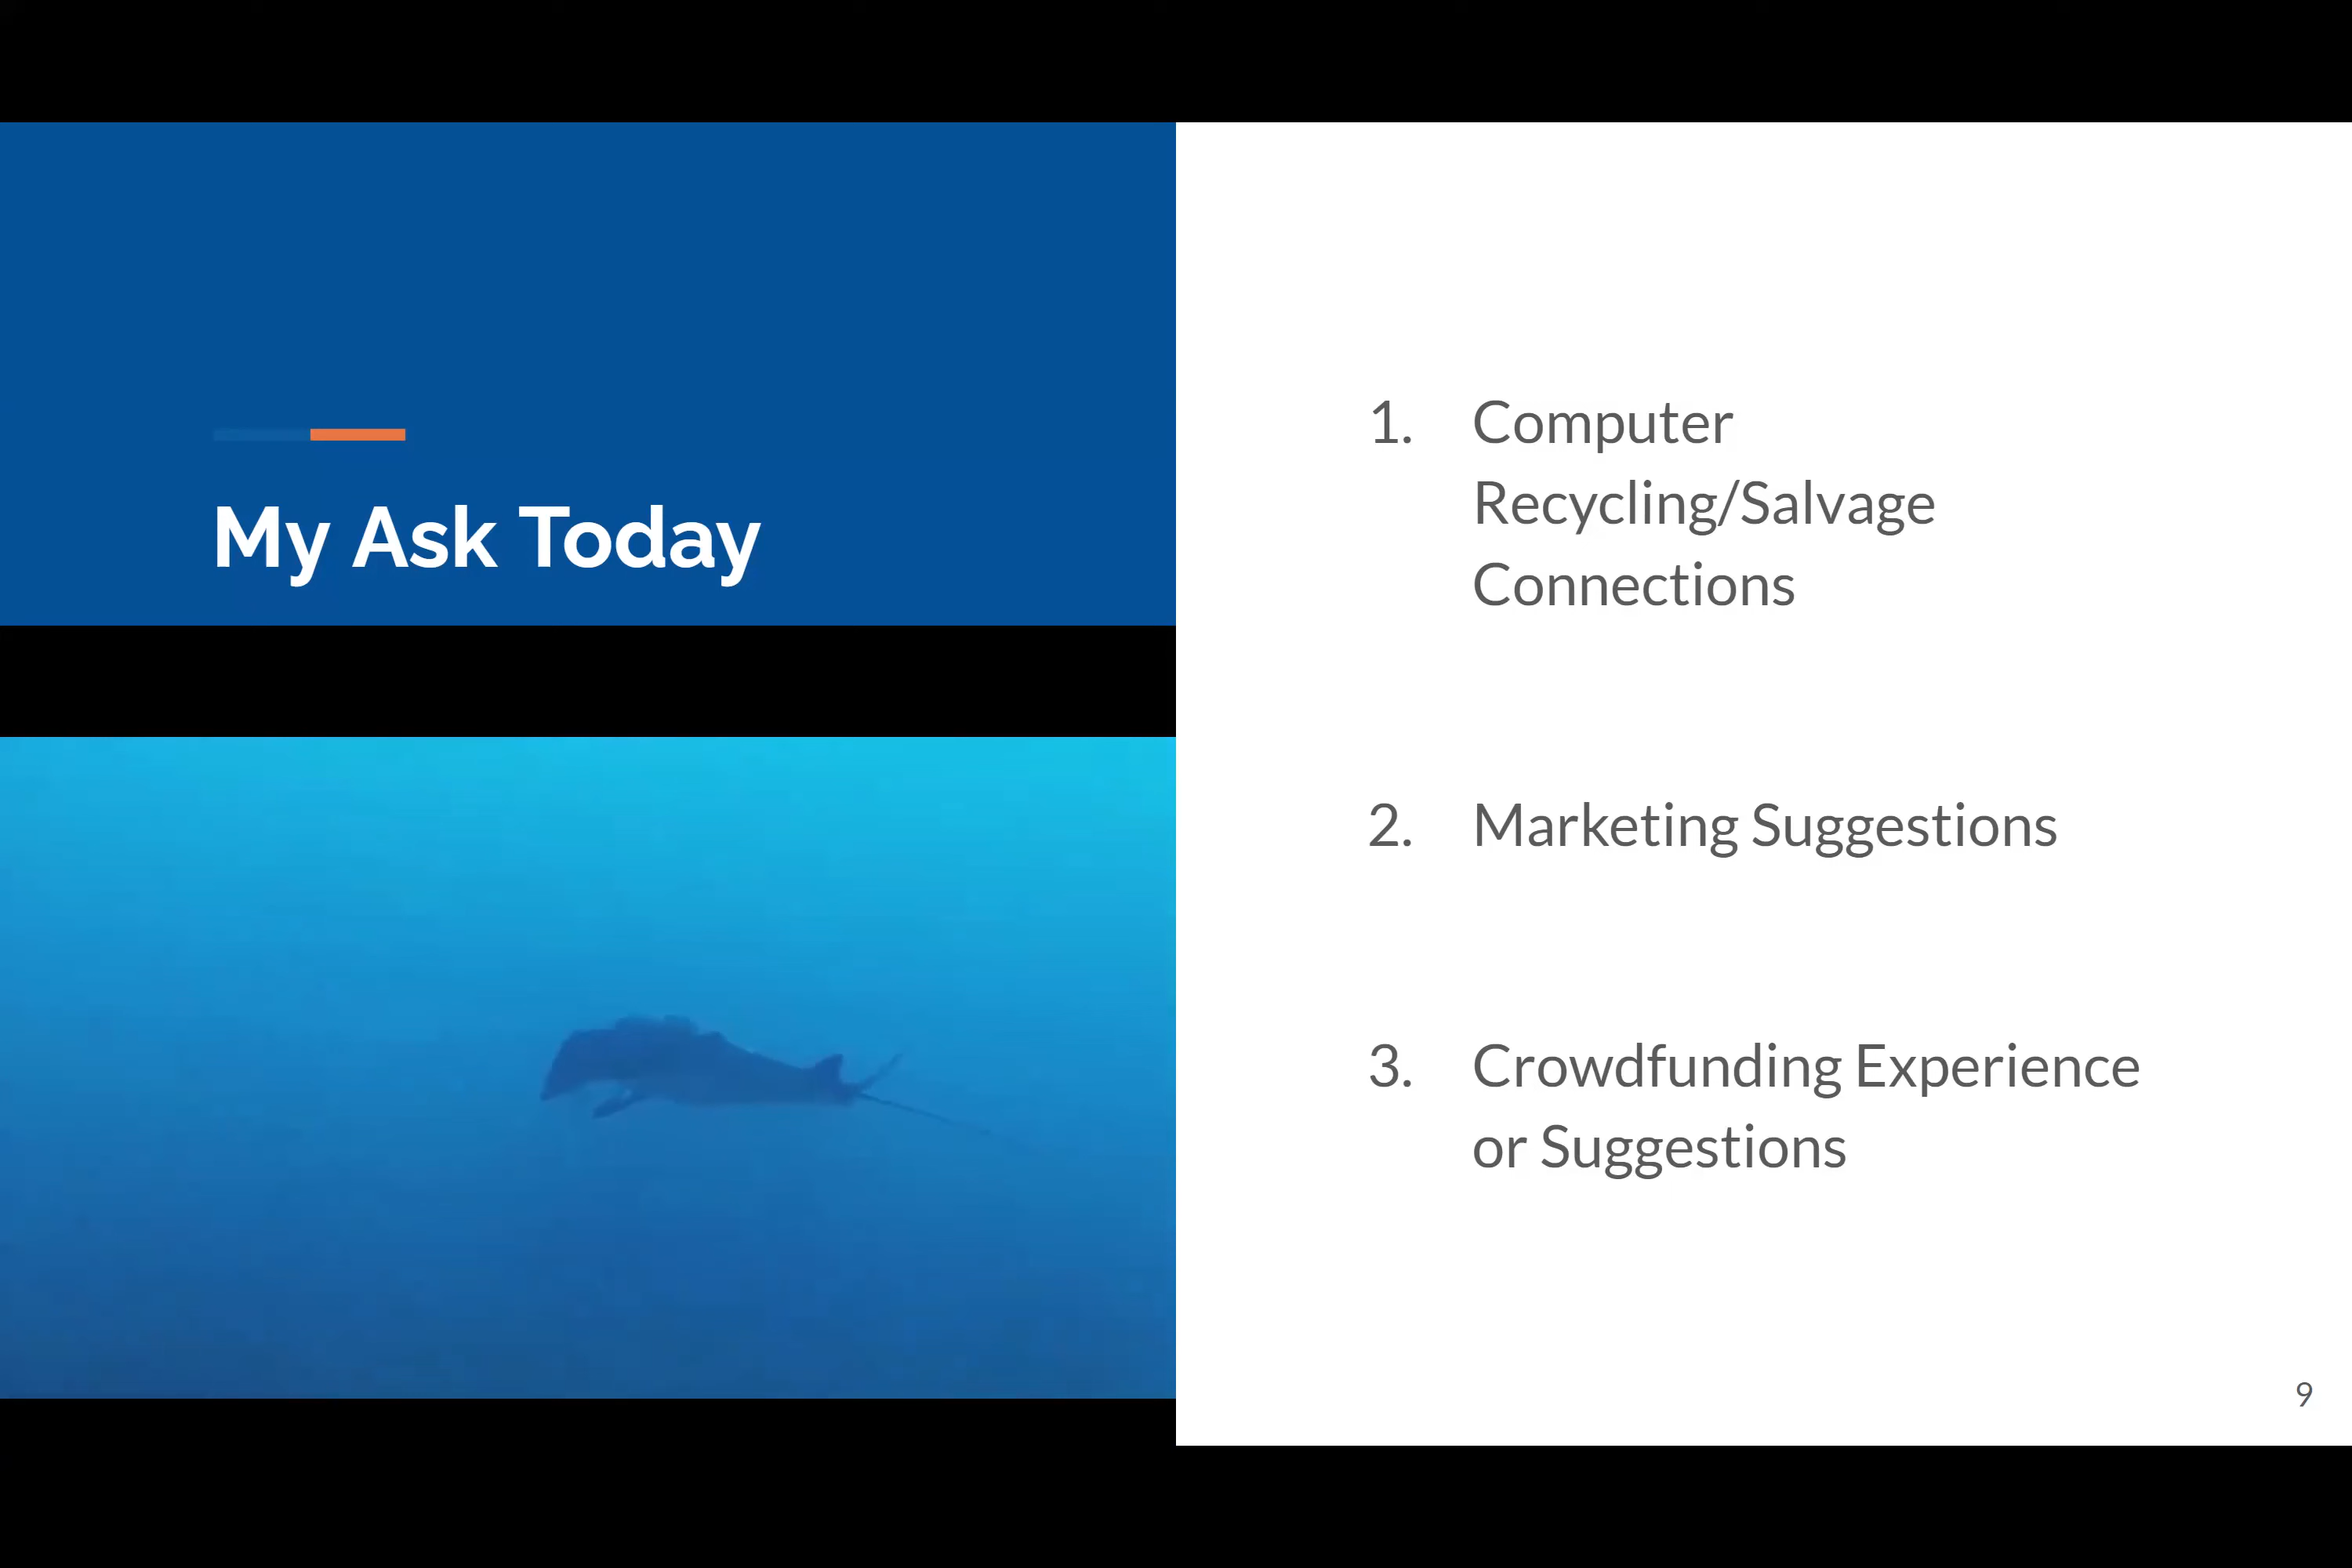 My Ask Today
1. Computer
Recycling/Salvage
Connections
2. Marketing Suggestions
3. Crowdfunding Experience
or Suggestions
9